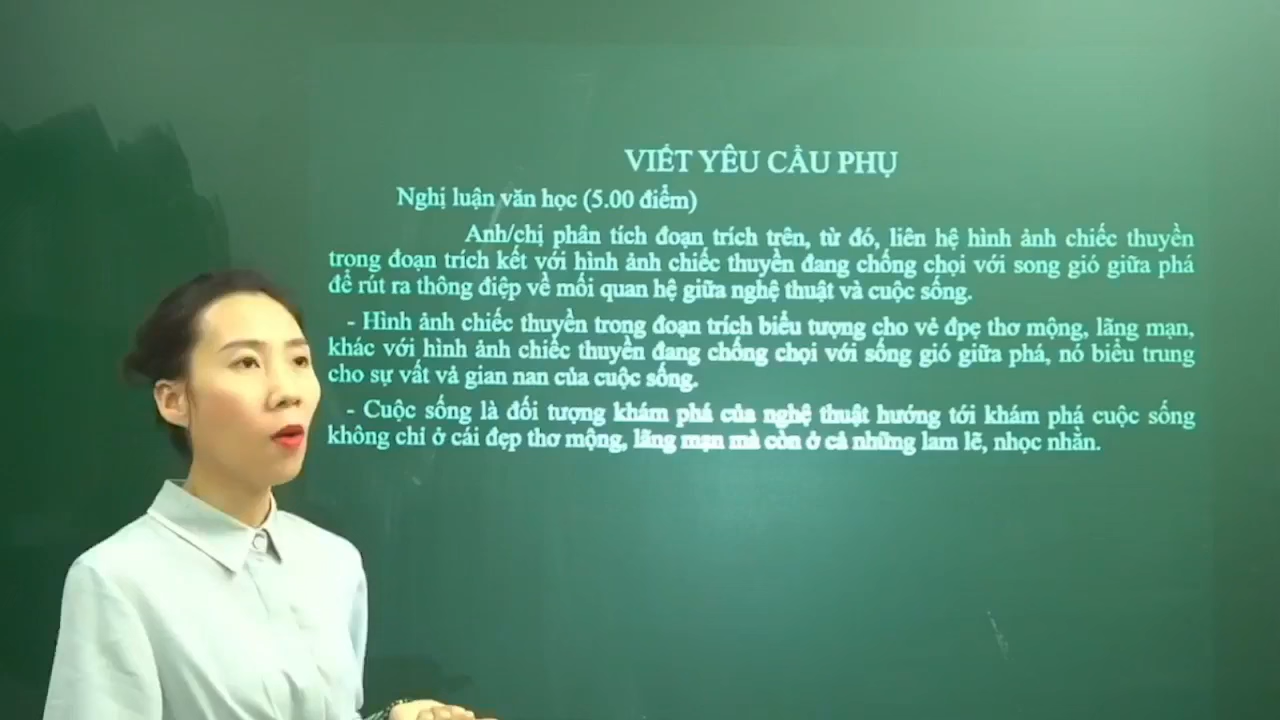 VIẾT YÊU CẦU PHỤ
Nghị luận văn học (5.00 điểm)
Anh/chị phân tích đoạn trích trên, từ đó, liên hệ hình ảnh chiếc thuyền
trong đoạn trích kết với hình ảnh chiếc thuyền đang chống chọi với song gió giữa phá
để rút ra thông điệp về mối quan hệ giữa nghệ thuật và cuộc sống.
- Hình ảnh chiếc thuyền trong đoạn trích biểu tượng cho vẻ đpẹ thơ mộng, lãng mạn,
khác với hình ảnh chiếc thuyền đang chống chọi với sống gió giữa phá, nó biểu trung
cho sự vất vả gian nan của cuộc sống.
- Cuộc sống là đối tượng khám phá của nghệ thuật hướng tới khám phá cuộc sống
không chỉ ở cái đẹp thơ mộng, lãng mạn mà còn ở cả những lam lẽ, nhọc nhằn.